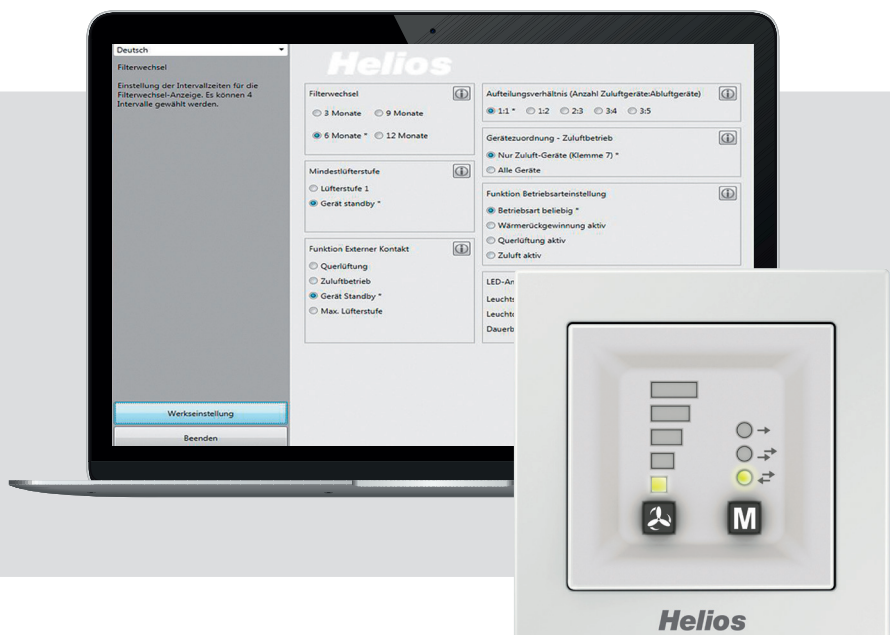 Deutsch
Filterwechsel
Einstellung der Intervallzeiten für die
Filterwechsel-Anzeige. Es können 4
Intervalle gewählt werden.
Werkseinstellung
Beenden
Helios
Filterwechsel
3 Monate 9 Monate
6 Monate * 12 Monate
Mindestlüfterstufe
Lüfterstufe 1
Gerät standby *
Funktion Externer Kontakt
Querlüftung
Zuluftbetrieb
Gerät Standby *
Max. Lüfterstufe
Aufteilungsverhältnis (Anzahl Zuluftgeräte:Abluftgeräte)
1:1 * 1:2 2:3 3:4 3:5
Gerätezuordnung - Zuluftbetrieb
Nur Zuluft-Geräte (Klemme 7) *
Alle Geräte
Funktion Betriebsarteinstellung
Betriebsart beliebig *
Wärmerückgewinnung aktiv
Querlüftung aktiv
Zuluft aktiv
M
Helios